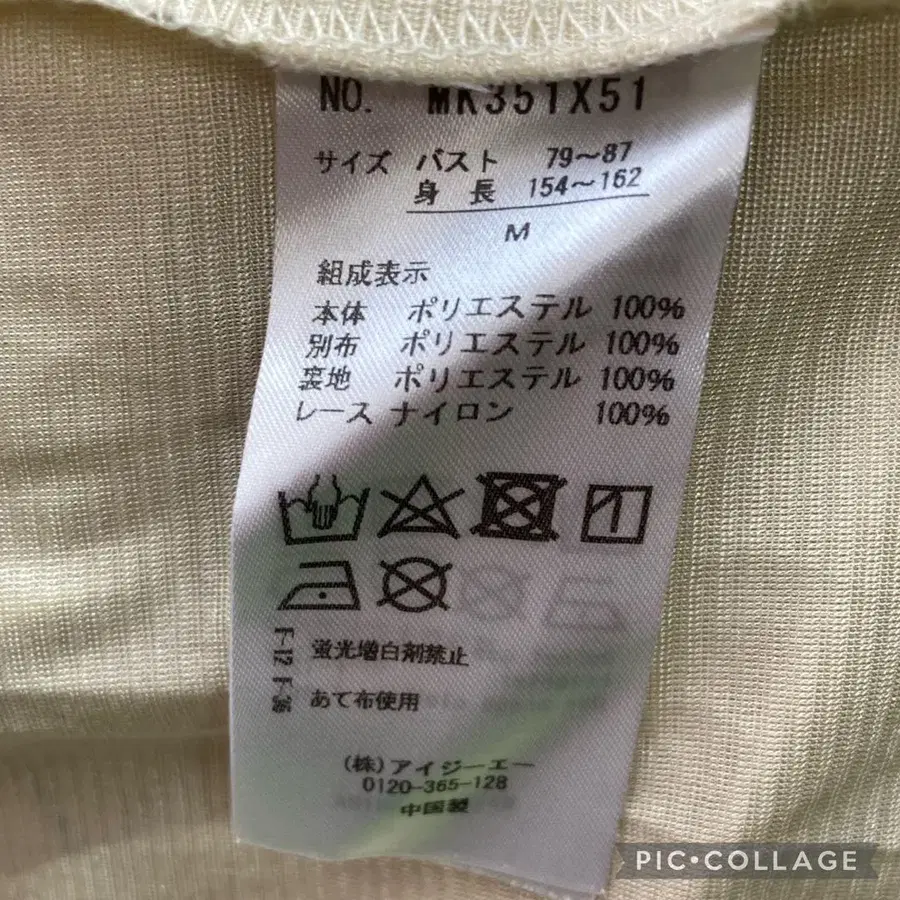 NO. MK351X51
サイズ バスト 79～87
身長 154～162
M
組成表示
本体 ポリエステル 100%
別布 ポリエステル 100%
裏地 ポリエステル 100%
レース ナイロン 100%
蛍光増白剤禁止
あて布使用
(株)アイジーエー
0120-365-128
中国製
PIC•COLLAGE